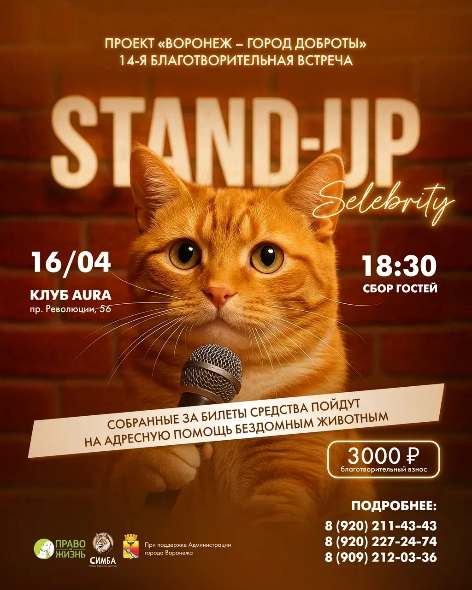 ПРОЕКТ «ВОРОНЕЖ – ГОРОД ДОБРОТЫ»
14-Я БЛАГОТВОРИТЕЛЬНАЯ ВСТРЕЧА
STAND-UP
Selebrity
16/04
КЛУБ AURA
пр. Революции, 56
18:30
СБОР ГОСТЕЙ
СОБРАННЫЕ ЗА БИЛЕТЫ СРЕДСТВА ПОЙДУТ
НА АДРЕСНУЮ ПОМОЩЬ БЕЗДОМНЫМ ЖИВОТНЫМ
3000 ₽
благотворительный взнос
ПОДРОБНЕЕ:
8 (920) 211-43-43
8 (920) 227-24-74
8 (909) 212-03-36
ПРАВО
ЖИЗНЬ
СИМБА
При поддержке Администрации
города Воронежа